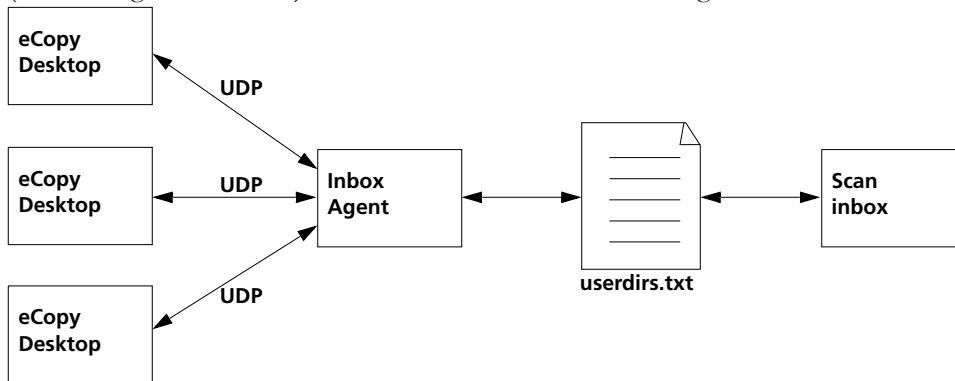 eCopy
Desktop
UDP
eCopy
Desktop
UDP
Inbox
Agent
Scan
inbox
userdirs.txt
eCopy
Desktop
UDP